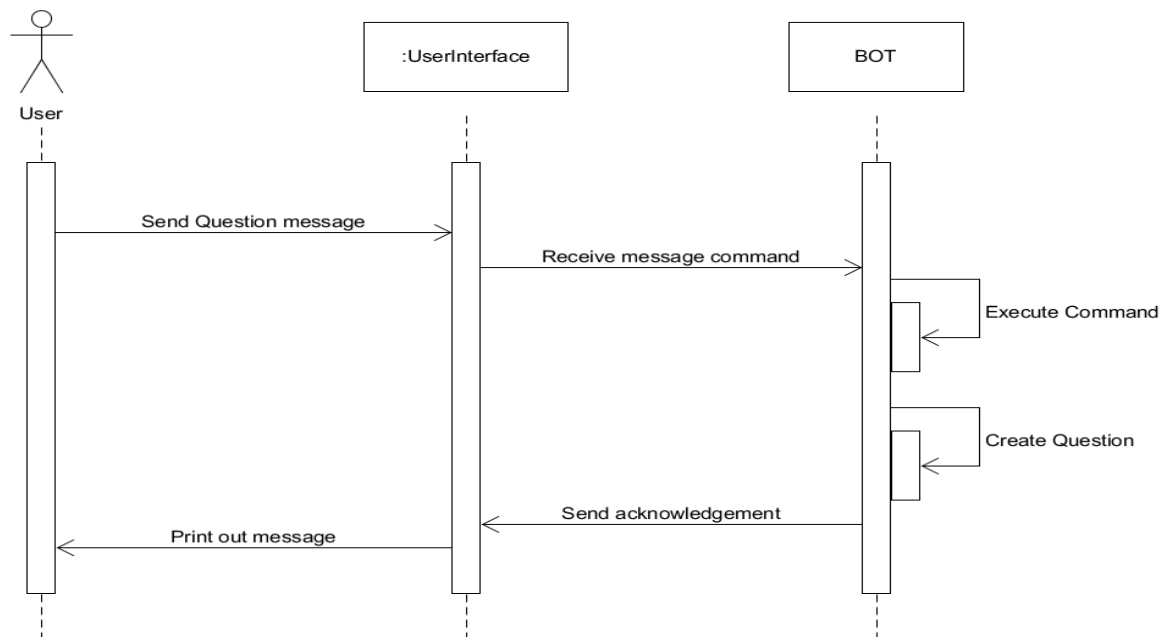 :UserInterface
BOT
User
Send Question message
Receive message command
Execute Command
Create Question
Send acknowledgement
Print out message